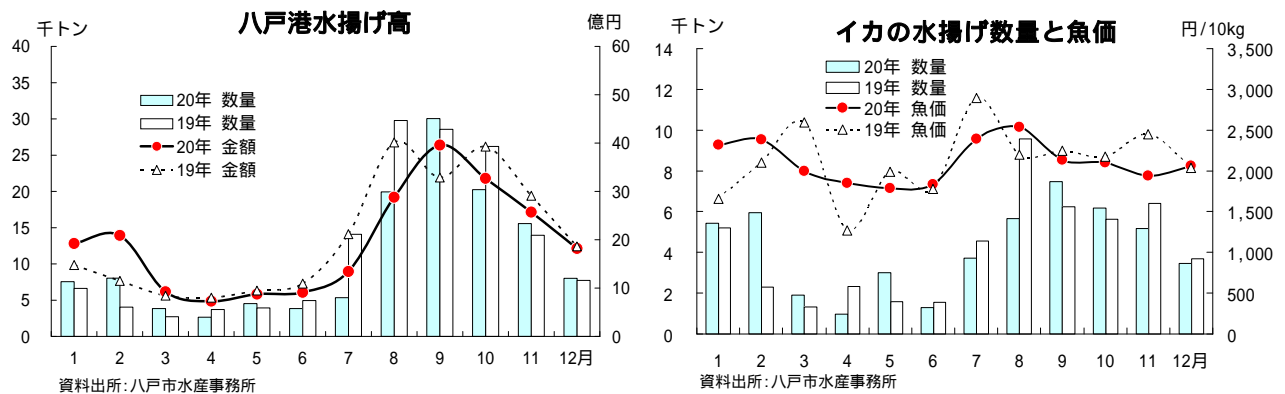 八戸港水揚げ高
千トン
億円
40
35
30
25
20
15
10
5
0
60
50
40
30
20
10
0
20年 数量
19年 数量
20年 金額
19年 金額
1 2 3 4 5 6 7 8 9 10 11 12月
資料出所：八戸市水産事務所
イカの水揚げ数量と魚価
千トン
円/10kg
14
12
10
8
6
4
2
0
3,500
3,000
2,500
2,000
1,500
1,000
500
0
20年 数量
19年 数量
20年 魚価
19年 魚価
1 2 3 4 5 6 7 8 9 10 11 12月
資料出所：八戸市水産事務所